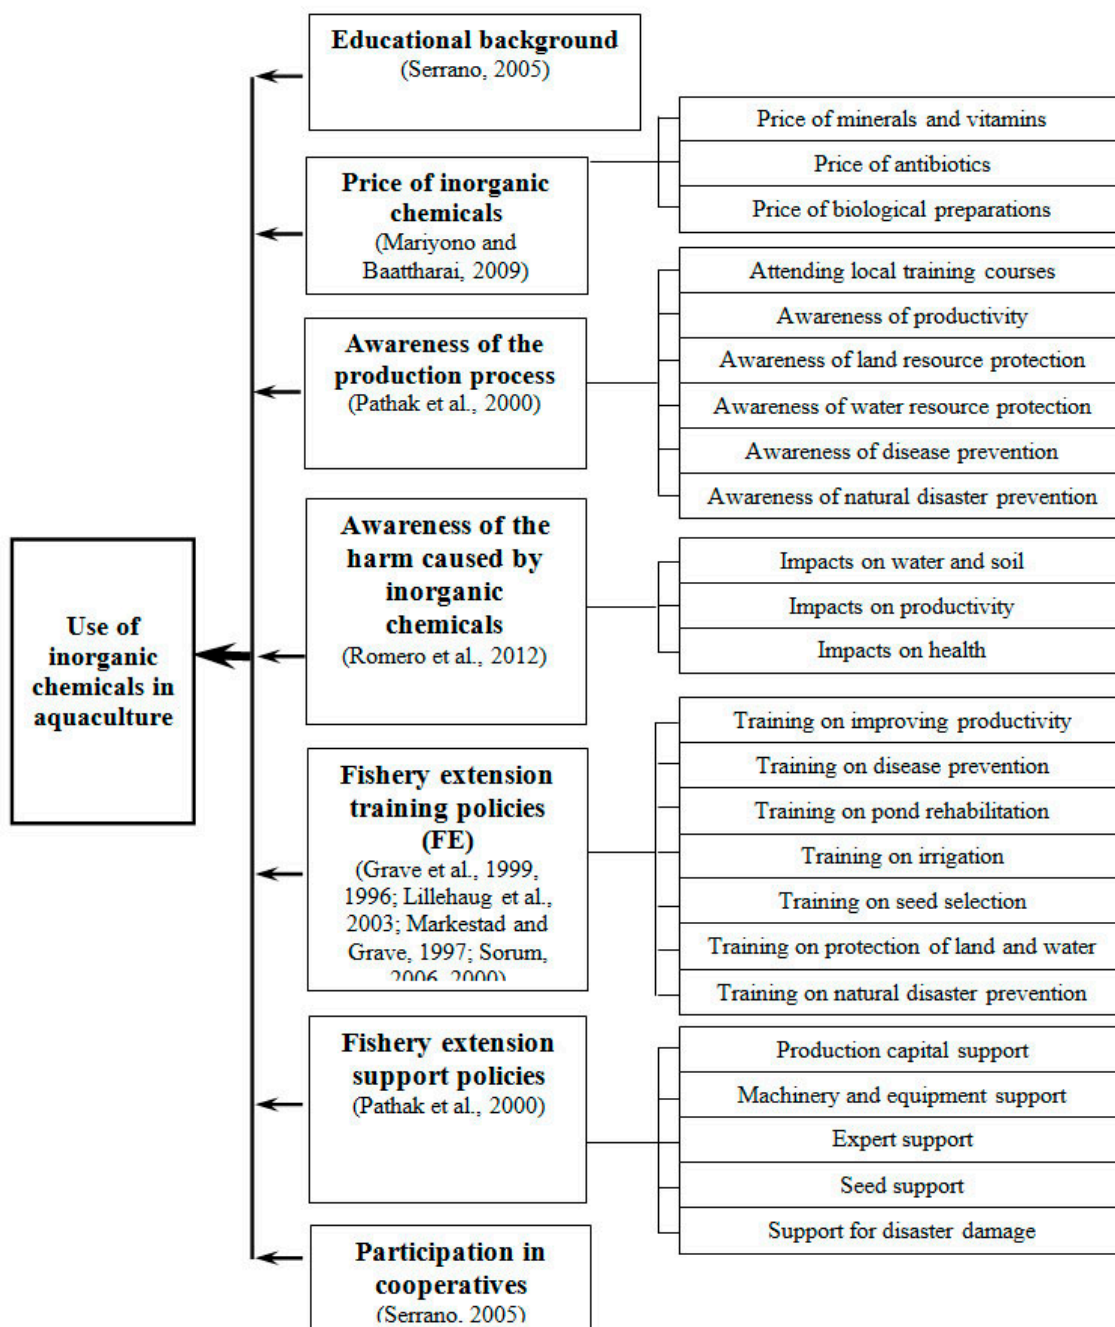 Educational background
(Serrano, 2005)
Price of inorganic
chemicals
(Mariyono and
Baattharai, 2009)
Price of minerals and vitamins
Price of antibiotics
Price of biological preparations
Awareness of the
production process
(Pathak et al., 2000)
Attending local training courses
Awareness of productivity
Awareness of land resource protection
Awareness of water resource protection
Awareness of disease prevention
Awareness of natural disaster prevention
Use of
inorganic
chemicals in
aquaculture
Awareness of the
harm caused by
inorganic
chemicals
(Romero et al., 2012)
Impacts on water and soil
Impacts on productivity
Impacts on health
Fishery extension
training policies
(FE)
(Grave et al., 1999,
1996; Lillehaug et al.,
2003; Markestad and
Grave, 1997; Sorum,
2006, 2000)
Training on improving productivity
Training on disease prevention
Training on pond rehabilitation
Training on irrigation
Training on seed selection
Training on protection of land and water
Training on natural disaster prevention
Fishery extension
support policies
(Pathak et al., 2000)
Production capital support
Machinery and equipment support
Expert support
Seed support
Support for disaster damage
Participation in
cooperatives
(Serrano, 2005)